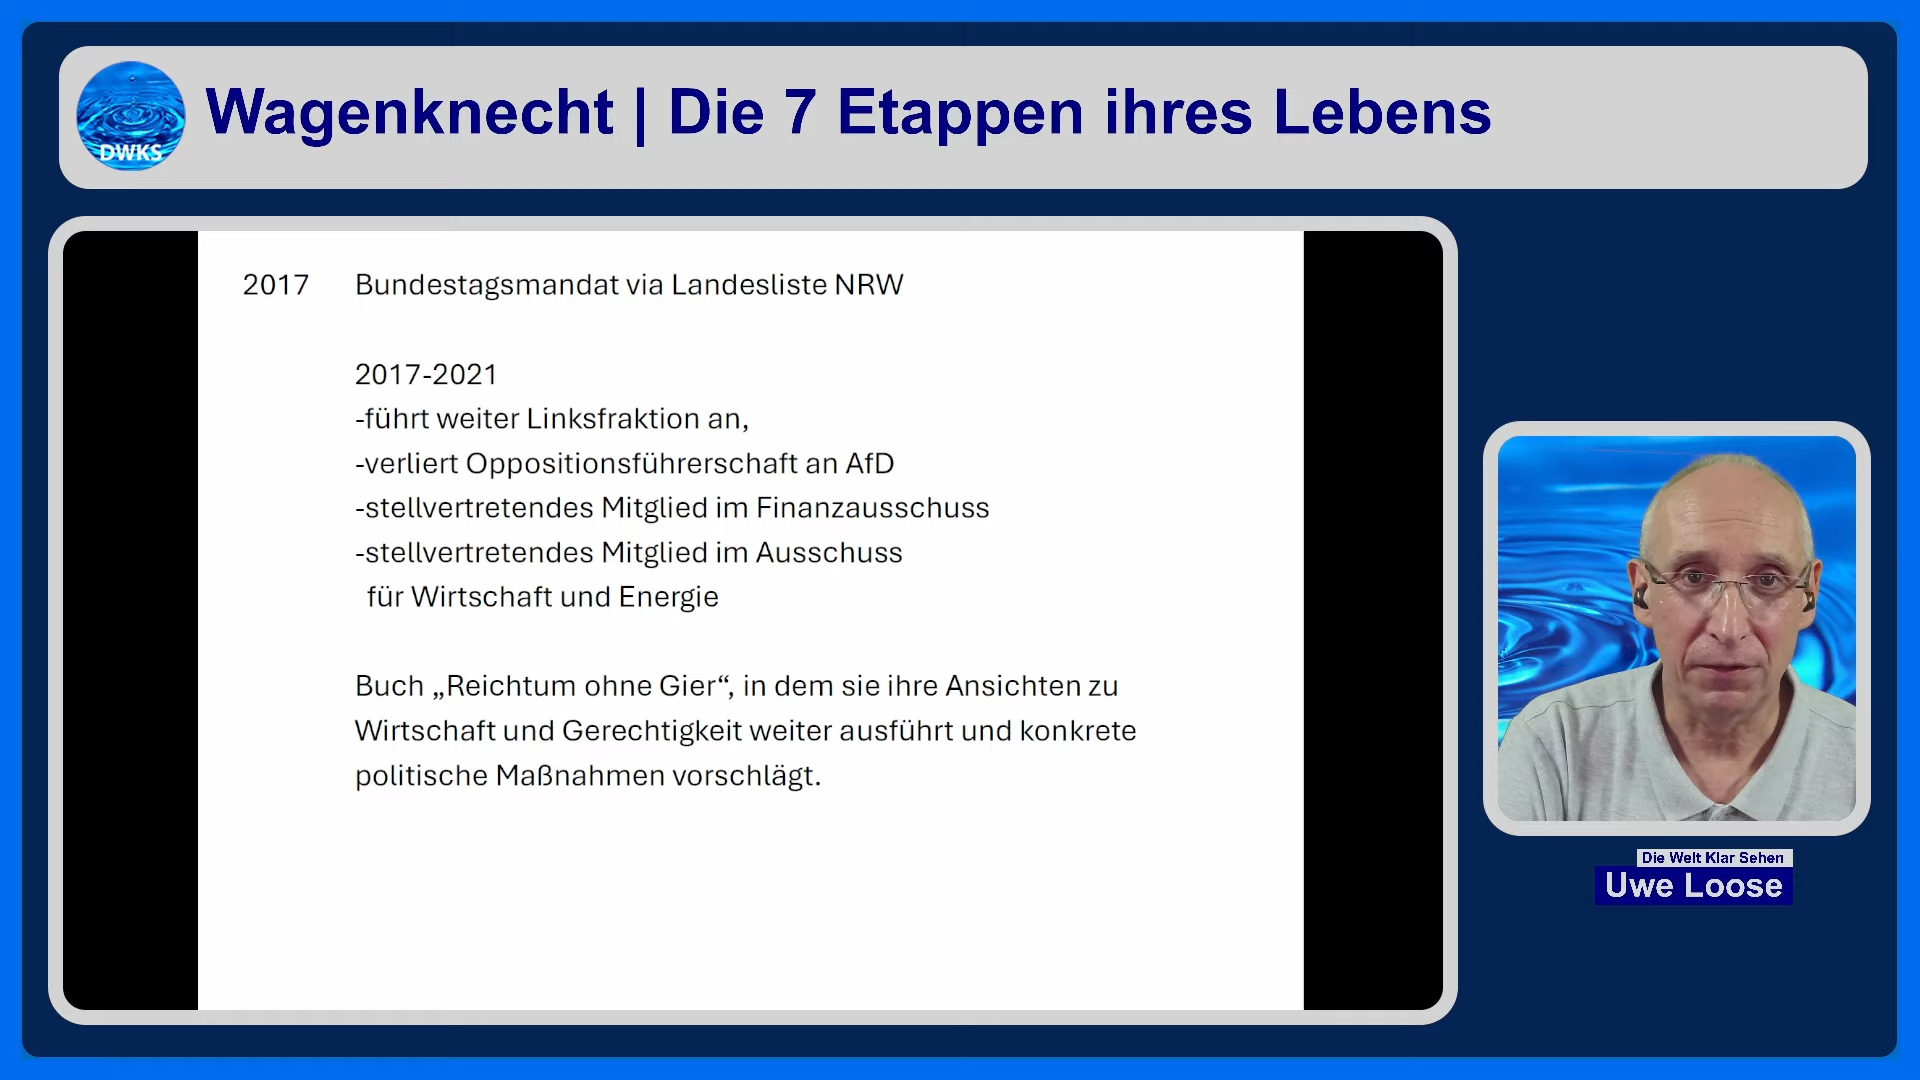 DWKS
Wagenknecht | Die 7 Etappen ihres Lebens
2017 Bundestagsmandat via Landesliste NRW
2017-2021
-führt weiter Linksfraktion an,
-verliert Oppositionsführerschaft an AfD
-stellvertretendes Mitglied im Finanzausschuss
-stellvertretendes Mitglied im Ausschuss
für Wirtschaft und Energie
Buch „Reichtum ohne Gier“, in dem sie ihre Ansichten zu
Wirtschaft und Gerechtigkeit weiter ausführt und konkrete
politische Maßnahmen vorschlägt.
Die Welt Klar Sehen
Uwe Loose